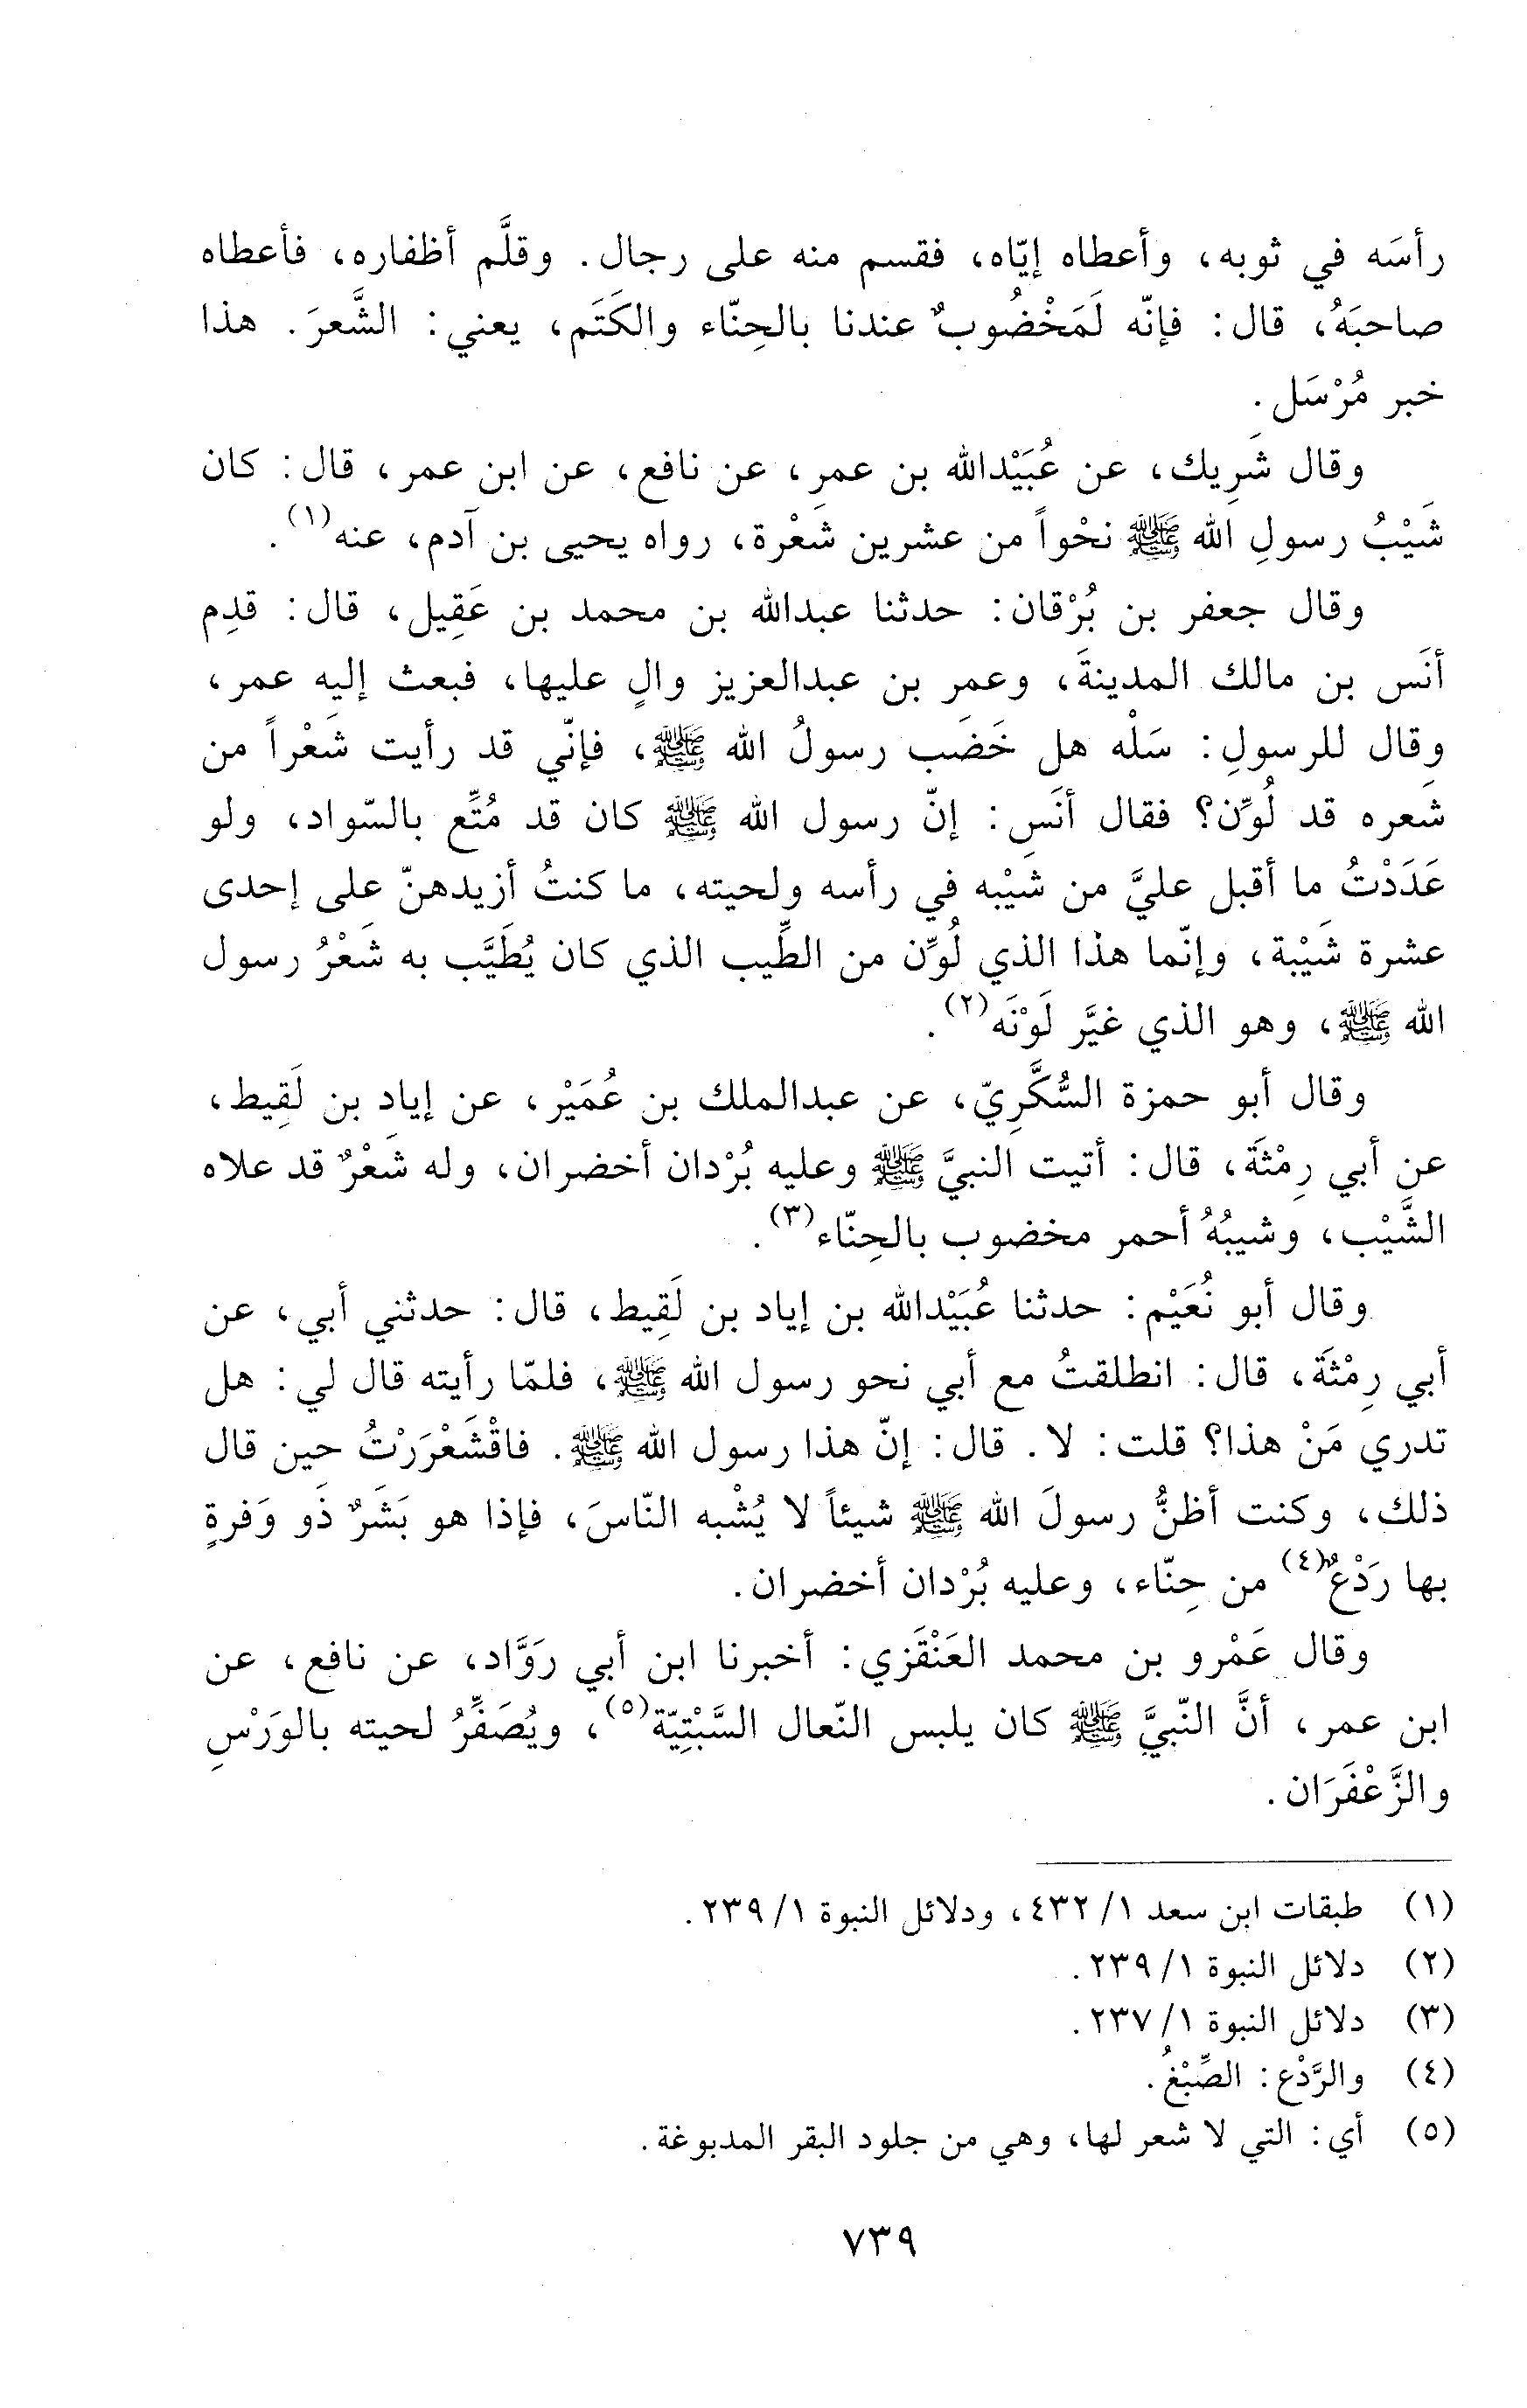 رأسَه في ثوبه، وأعطاه إيّاه، فقسم منه على رجال. وقلَّم أظفاره، فأعطاه
صاحبَهُ، قال: فإنّه لَمَخْضُوبٌ عندنا بالحِنّاء والكَتَم، يعني: الشَّعرَ. هذا
خبر مُرْسَل.
وقال شَرِيك، عن عُبَيْدالله بن عمر، عن نافع، عن ابن عمر، قال: كان
شَيْبُ رسولِ الله ﷺ نحْواً من عشرين شَعْرة، رواه يحيى بن آدم، عنه(١).
وقال جعفر بن بُرْقان: حدثنا عبدالله بن محمد بن عَقِيل، قال: قدِم
أنَس بن مالك المدينةَ، وعمر بن عبدالعزيز والٍ عليها، فبعث إليه عمر،
وقال للرسولِ: سَلْه هل خَضَب رسولُ الله ﷺ، فإنّي قد رأيت شَعْراً من
شَعره قد لُوِّن؟ فقال أنَس: إنّ رسول الله ﷺ كان قد مُتِّع بالسّواد، ولو
عَدَدْتُ ما أقبل عليَّ من شَيْبه في رأسه ولحيته، ما كنتُ أزيدهنّ على إحدى
عشرة شَيْبة، وإنّما هذا الذي لُوِّن من الطِّيب الذي كان يُطَيَّب به شَعْرُ رسول
الله ﷺ، وهو الذي غيَّر لَوْنَه(٢).
وقال أبو حمزة السُّكَّرِيّ، عن عبدالملك بن عُمَيْر، عن إياد بن لَقِيط،
عن أبي رِمْثَة، قال: أتيت النبيَّ ﷺ وعليه بُرْدان أخضران، وله شَعْرٌ قد علاه
الشَّيْب، وشيبُهُ أحمر مخضوب بالحِنّاء(٣).
وقال أبو نُعَيْم: حدثنا عُبَيْدالله بن إياد بن لَقِيط، قال: حدثني أبي، عن
أبي رِمْثَة، قال: انطلقتُ مع أبي نحو رسول الله ﷺ، فلمّا رأيته قال لي: هل
تدري مَنْ هذا؟ قلت: لا. قال: إنّ هذا رسول الله ﷺ. فاقْشَعْرَرْتُ حين قال
ذلك، وكنت أظنُّ رسولَ الله ﷺ شيئاً لا يُشْبه النّاسَ، فإذا هو بَشَرٌ ذَو وَفرةٍ
بها رَدْعٌ(٤) من حِنّاء، وعليه بُرْدان أخضران.
وقال عَمْرو بن محمد العَنْقَزي: أخبرنا ابن أبي روَّاد، عن نافع، عن
ابن عمر، أنَّ النّبيَّ ﷺ كان يلبس النّعال السَّبْتِيّة(٥)، ويُصَفِّرُ لحيته بالوَرْسِ
والزَّعْفَرَان.
(١) طبقات ابن سعد ١/ ٤٣٢، ودلائل النبوة ١/ ٢٣٩.
(٢) دلائل النبوة ١/ ٢٣٩.
(٣) دلائل النبوة ١/ ٢٣٧.
(٤) والرَّدْع: الصِّبْغُ.
(٥) أي: التي لا شعر لها، وهي من جلود البقر المدبوغة.
٧٣٩